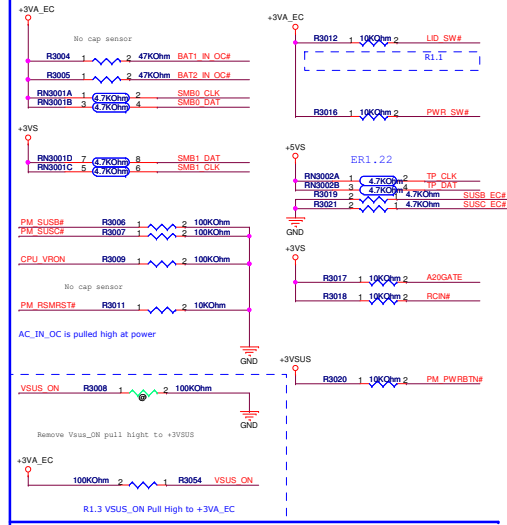 +3VA_EC
No cap sensor
R3004 1 2 47KOhm BAT1_IN_OC#
R3005 1 2 47KOhm BAT2_IN_OC#
RN3001A 1 4.7KOhm 2 SMB0_CLK
RN3001B 3 4.7KOhm 4 SMB0_DAT
+3VS
RN3001D 7 4.7KOhm 8 SMB1_DAT
RN3001C 5 4.7KOhm 6 SMB1_CLK
PM_SUSB# R3006 1 2 100KOhm
PM_SUSC# R3007 1 2 100KOhm
CPU_VRON R3009 1 2 100KOhm
No cap sensor
PM_RSMRST# R3011 1 2 10KOhm
AC_IN_OC is pulled high at power
GND
VSUS_ON R3008 1 2 100KOhm
@
GND
Remove Vsus_ON pull hight to +3VSUS
+3VA_EC
100KOhm 2 1 R3054 VSUS_ON
R1.3 VSUS_ON Pull High to +3VA_EC
+3VA_EC
R3012 1 10KOhm 2 LID_SW#
R1.1
R3016 1 10KOhm 2 PWR_SW#
+5VS
ER1.22
RN3002A 1 4.7KOhm 2 TP_CLK
RN3002B 3 4.7KOhm 4 TP_DAT
R3019 2 1 4.7KOhm SUSB_EC#
R3021 2 1 4.7KOhm SUSC_EC#
GND
+3VS
R3017 1 10KOhm 2 A20GATE
R3018 1 10KOhm 2 RCIN#
+3VSUS
R3020 1 10KOhm 2 PM_PWRBTN#